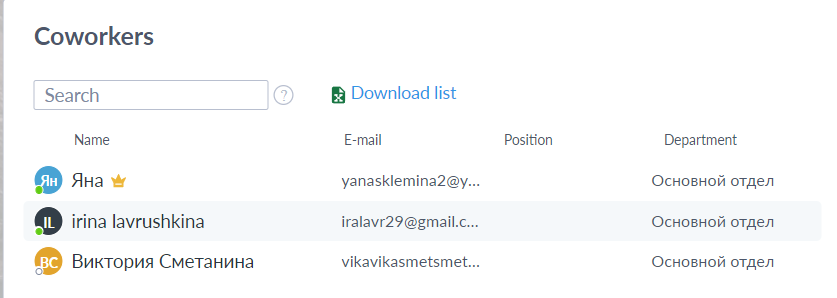 Coworkers
Search ?
Download list
Name E-mail Position Department
Ян Яна yanasklemina2@y... Основной отдел
IL irina lavrushkina iralavr29@gmail.c... Основной отдел
ВС Виктория Сметанина vikavikasmetsmet... Основной отдел